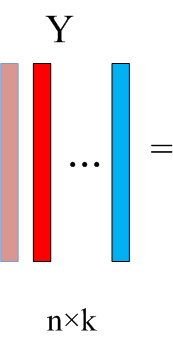 Y
... =
n×k